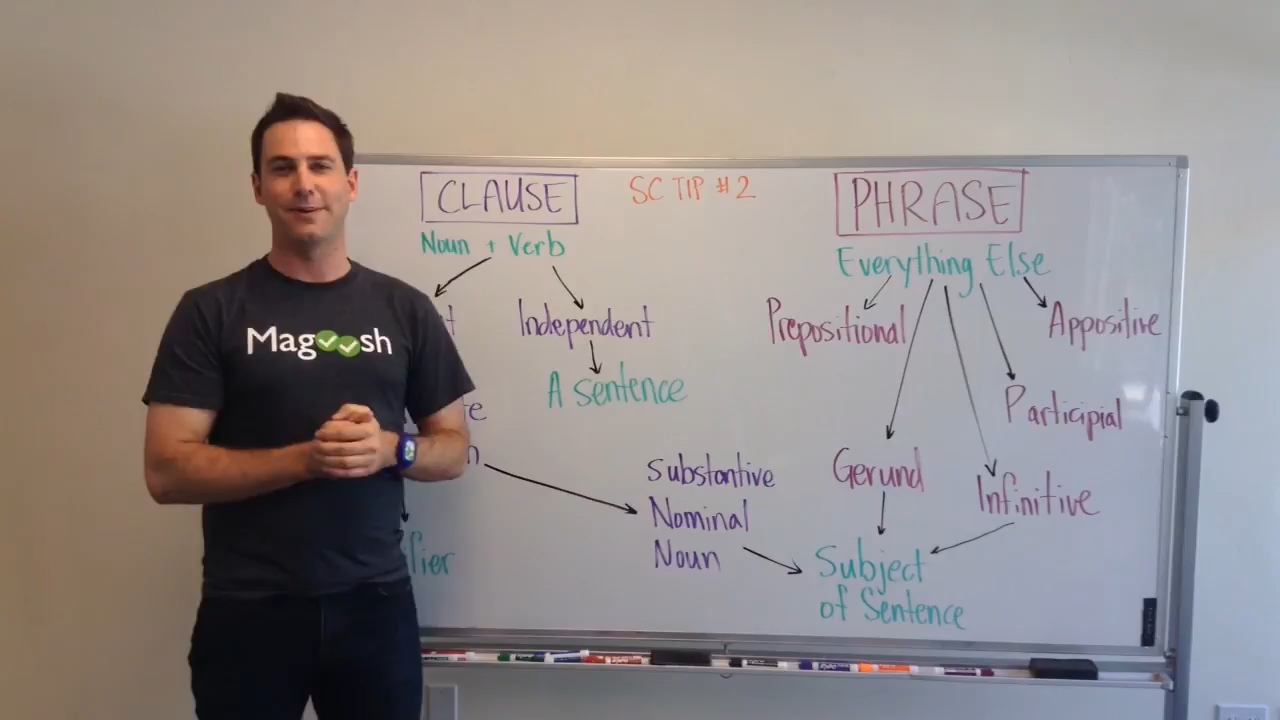 CLAUSE
Noun + Verb
Independent
A sentence
SC TIP #2
PHRASE
Everything Else
Prepositional
Appositive
Participial
Gerund
Infinitive
Substantive
Nominal
Noun
Subject
of Sentence
Magoosh